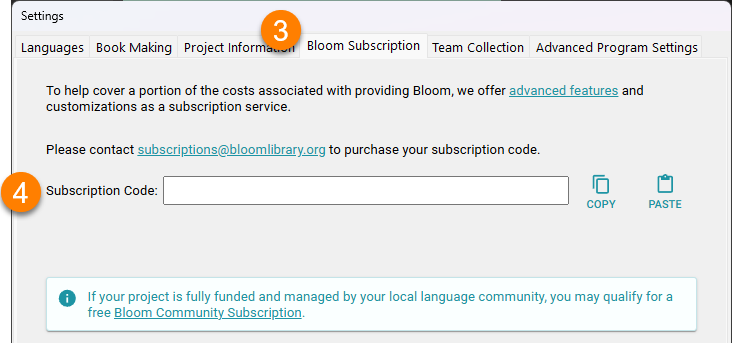 Settings
3
Languages Book Making Project Information Bloom Subscription Team Collection Advanced Program Settings
To help cover a portion of the costs associated with providing Bloom, we offer advanced features and
customizations as a subscription service.
Please contact subscriptions@bloomlibrary.org to purchase your subscription code.
4 Subscription Code:
COPY PASTE
If your project is fully funded and managed by your local language community, you may qualify for a
free Bloom Community Subscription.